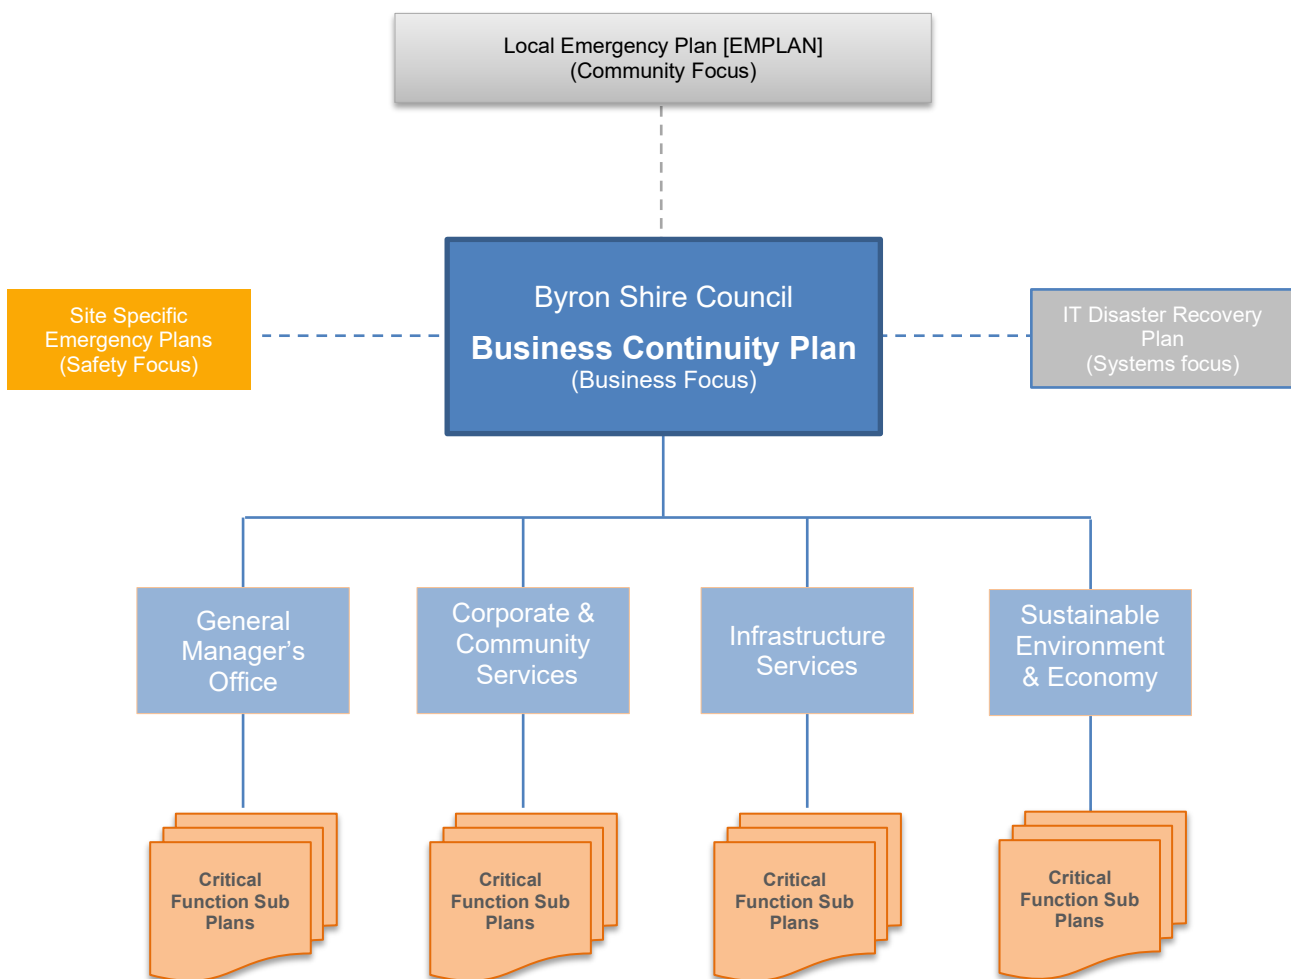 Local Emergency Plan [EMPLAN]
(Community Focus)
Byron Shire Council
Business Continuity Plan
(Business Focus)
Site Specific
Emergency Plans
(Safety Focus)
IT Disaster Recovery
Plan
(Systems focus)
General
Manager's
Office
Corporate &
Community
Services
Infrastructure
Services
Sustainable
Environment
& Economy
Critical
Function Sub
Plans
Critical
Function Sub
Plans
Critical
Function Sub
Plans
Critical
Function Sub
Plans